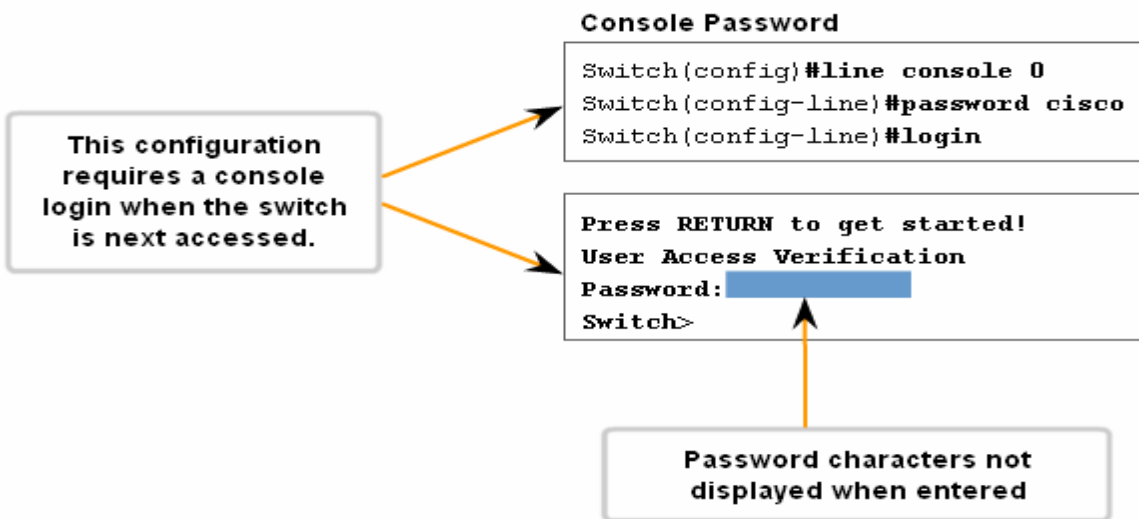 Console Password
Switch(config)#line console 0
Switch(config-line)#password cisco
Switch(config-line)#login
This configuration
requires a console
login when the switch
is next accessed.
Press RETURN to get started!
User Access Verification
Password:
Switch>
Password characters not
displayed when entered